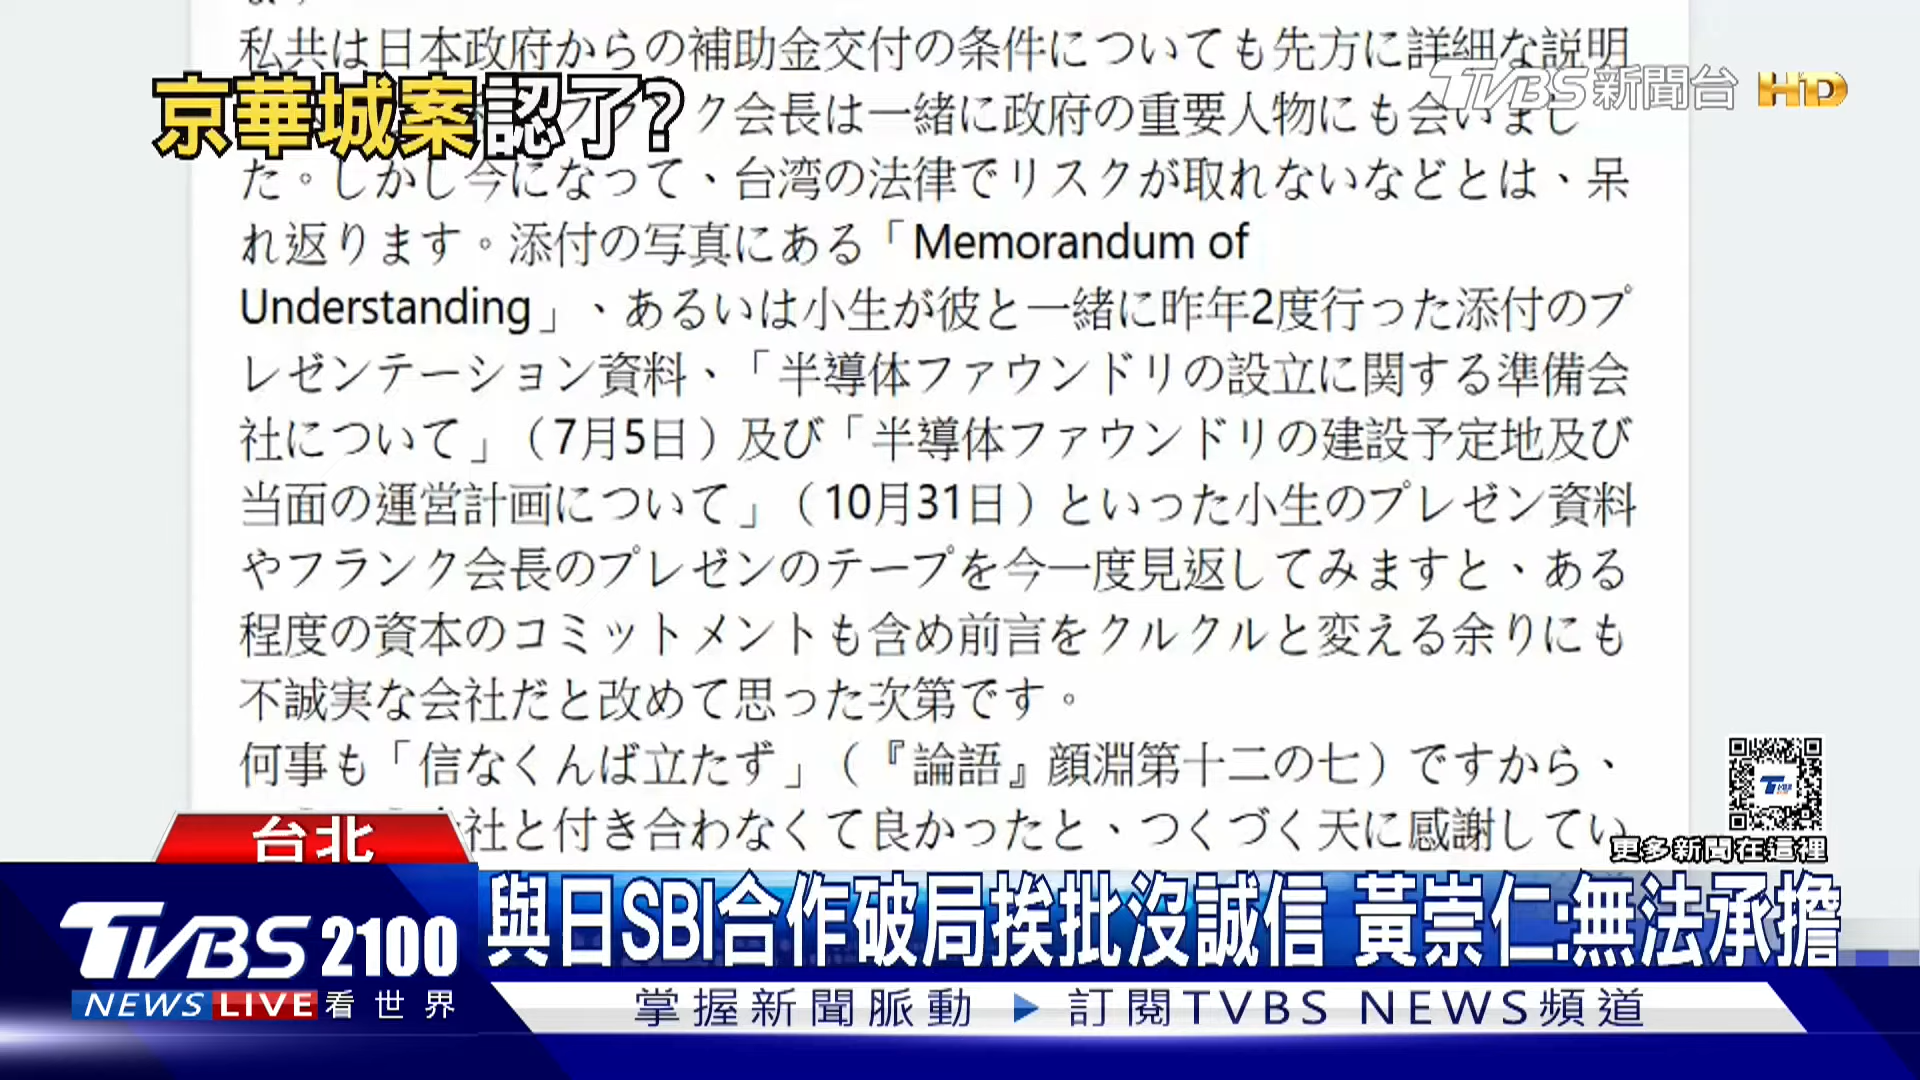 私共は日本政府からの補助金交付の条件についても先方に詳細な説明
ク会長は一緒に政府の重要人物にも会いまし
た。しかし今になって、台湾の法律でリスクが取れないなどとは、呆
れ返ります。添付の写真にある「Memorandum of
Understanding」、あるいは小生が彼と一緒に昨年2度行った添付のプ
レゼンテーション資料、「半導体ファウンドリの設立に関する準備会
社について」（7月5日）及び「半導体ファウンドリの建設予定地及び
当面の運営計画について」（10月31日）といった小生のプレゼン資料
やフランク会長のプレゼンのテープを今一度見返してみますと、ある
程度の資本のコミットメントも含め前言をクルクルと変える余りにも
不誠実な会社だと改めて思った次第です。
何事も「信なくんば立たず」（『論語』顔淵第十二の七）ですから、
社と付き合わなくて良かったと、つくづく天に感謝してい
京華城案認了?
TVBS新聞台 HD
更多新聞在這裡
台北
與日SBI合作破局挨批沒誠信 黃崇仁:無法承擔
TVBS 2100
NEWS LIVE 看世界
掌握新聞脈動 ▶ 訂閱TVBS NEWS頻道